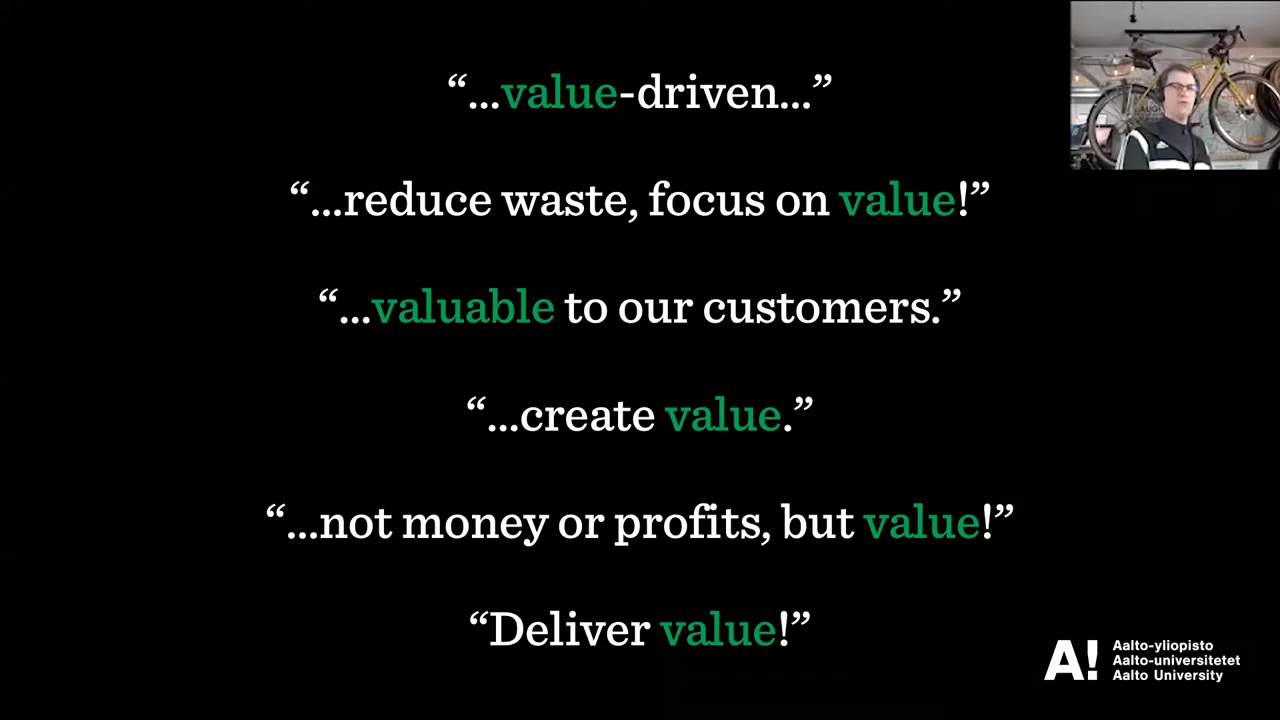 “...value-driven...”
“...reduce waste, focus on value!”
“...valuable to our customers.”
“...create value.”
“...not money or profits, but value!”
“Deliver value!”
A!
Aalto-yliopisto
Aalto-universitetet
Aalto University